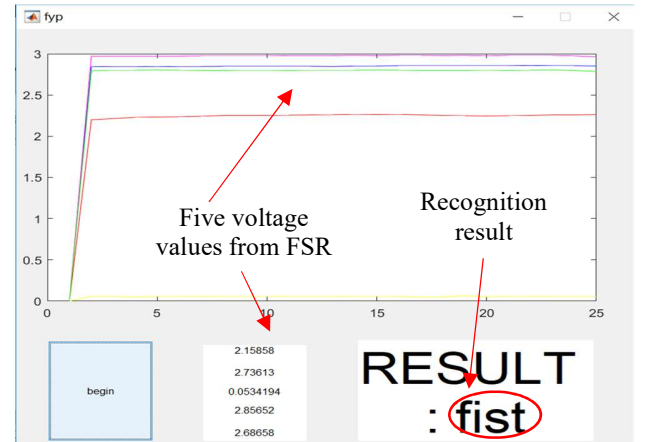 fyp
3
2.5
2
1.5
1
0.5
0
0 5 10 15 20 25
Five voltage
values from FSR
Recognition
result
begin
2.15858
2.73613
0.0534194
2.85652
2.68658
RESULT
: fist